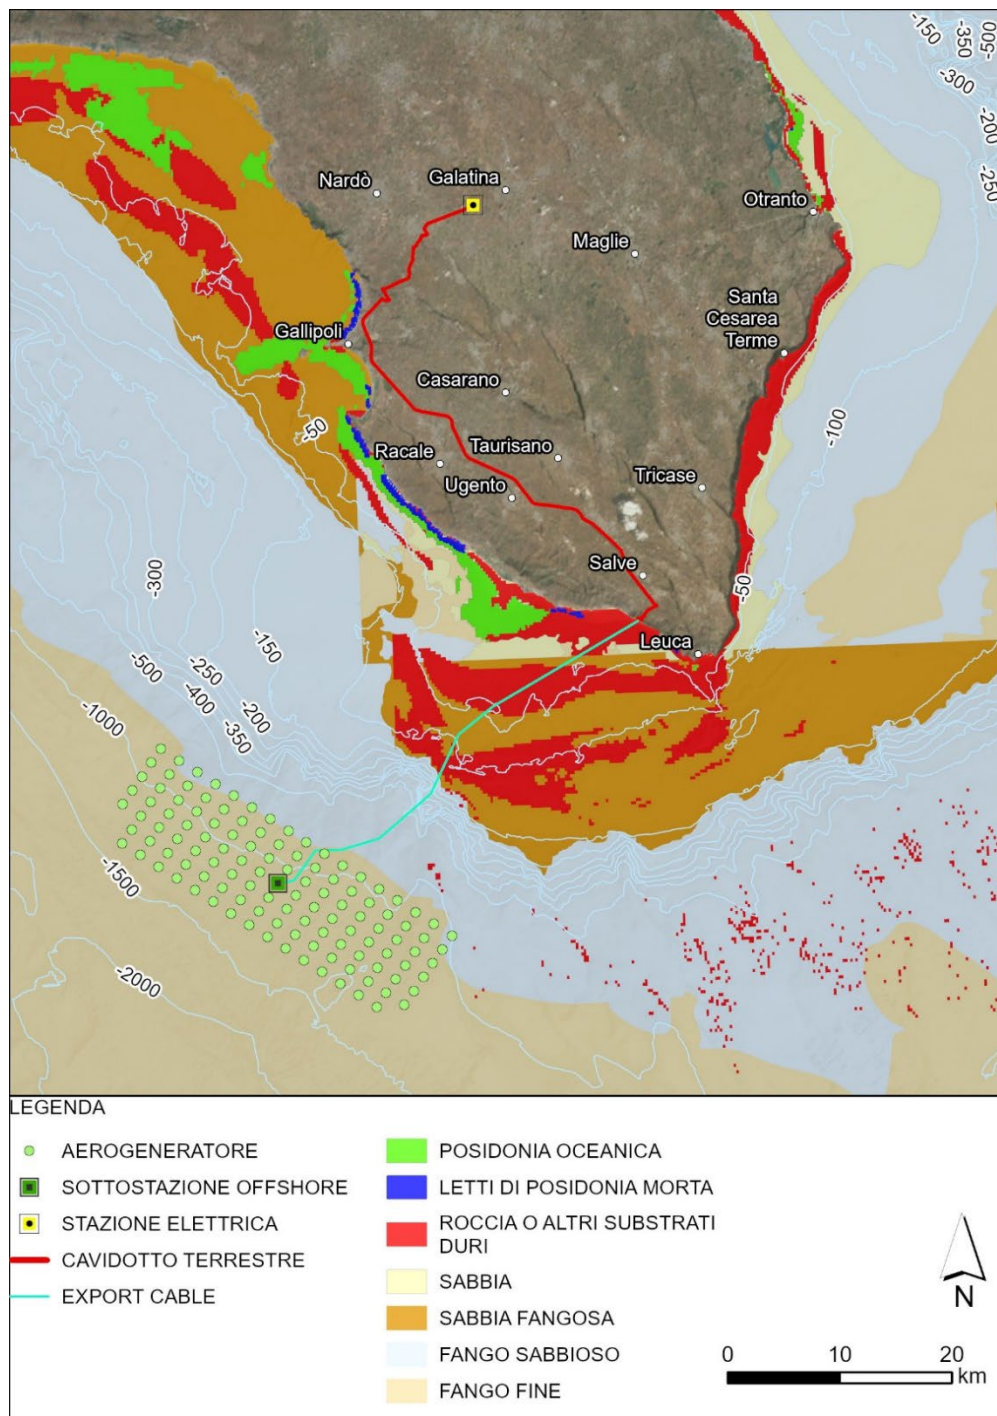 -150
-350
-500
-300
-200
-250
Nardò
Galatina
Otranto
Maglie
Santa
Cesarea
Terme
Gallipoli
Casarano
-50
-100
Racale
Taurisano
Ugento
Tricase
-300
Salve
-50
-150
Leuca
-500
-250
-400
-200
-350
-1000
-1500
-2000
LEGENDA
AEROGENERATORE
SOTTOSTAZIONE OFFSHORE
STAZIONE ELETTRICA
CAVIDOTTO TERRESTRE
EXPORT CABLE
POSIDONIA OCEANICA
LETTI DI POSIDONIA MORTA
ROCCIA O ALTRI SUBSTRATI
DURI
SABBIA
SABBIA FANGOSA
FANGO SABBIOSO
FANGO FINE
N
0 10 20
km